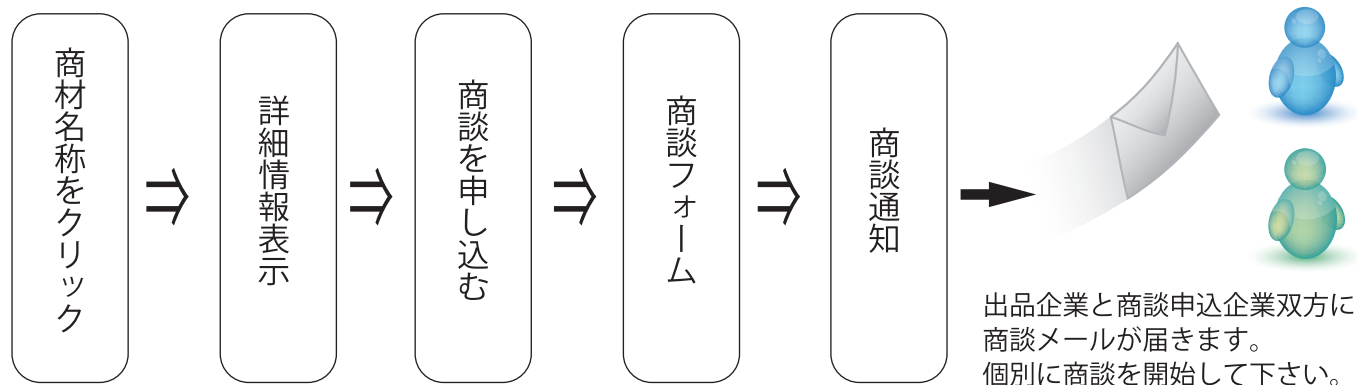 商材名称をクリック
詳細情報表示
商談を申し込む
商談フォーム
商談通知
出品企業と商談申込企業双方に
商談メールが届きます。
個別に商談を開始して下さい。